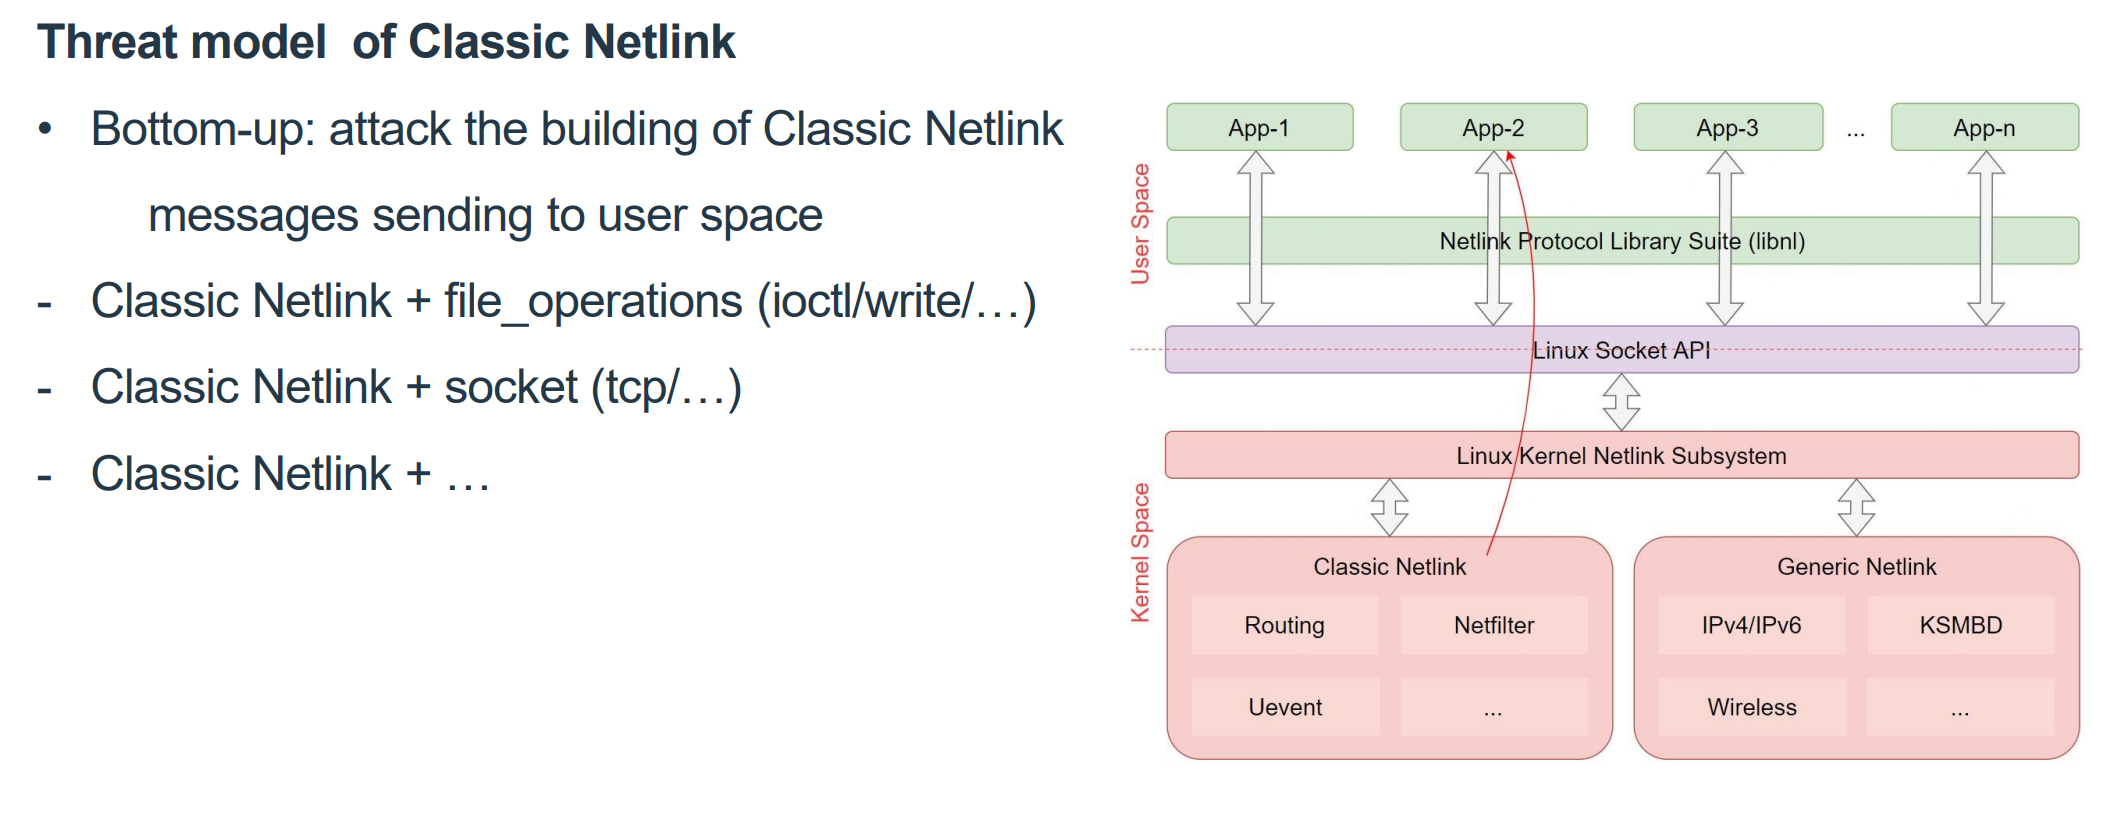 Threat model  of Classic Netlink
• Bottom-up: attack the building of Classic Netlink
messages sending to user space
- Classic Netlink + file_operations (ioctl/write/…)
- Classic Netlink + socket (tcp/…)
- Classic Netlink + …
App-1
App-2
App-3
...
App-n
User Space
Netlink Protocol Library Suite (libnl)
Linux Socket API
Linux Kernel Netlink Subsystem
Kernel Space
Classic Netlink
Routing
Netfilter
Uevent
...
Generic Netlink
IPv4/IPv6
KSMBD
Wireless
...